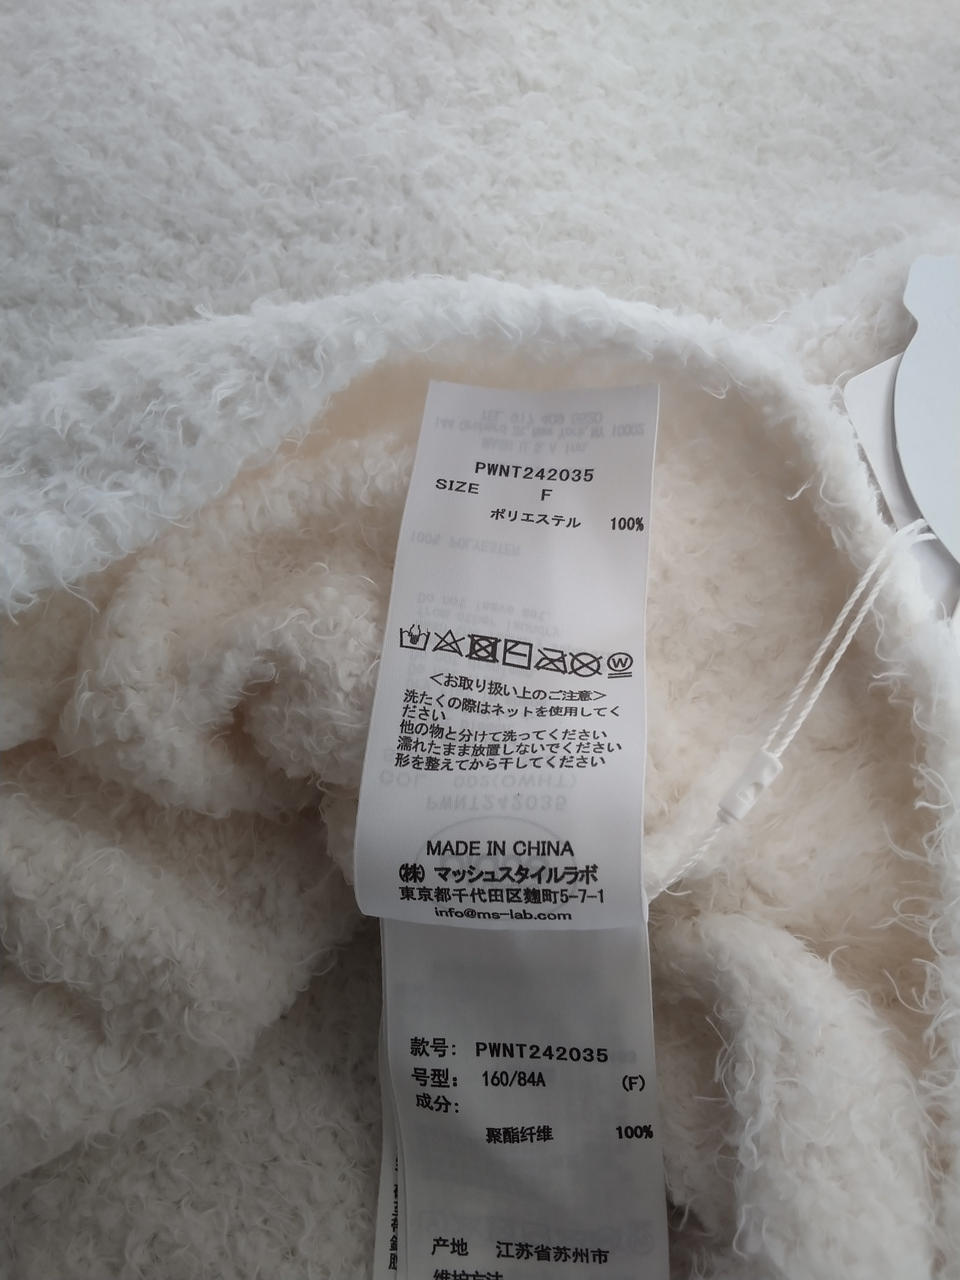 PWNT242035
SIZE F
ポリエステル 100%
<お取り扱い上のご注意>
洗たくの際はネットを使用してく
ださい
他の物と分けて洗ってください
濡れたまま放置しないでください
形を整えてから干してください
MADE IN CHINA
(株) マッシュスタイルラボ
東京都千代田区麹町5-7-1
info@ms-lab.com
款号: PWNT242035
号型: 160/84A (F)
成分:
聚酯纤维 100%
产地 江苏省苏州市
维护方法